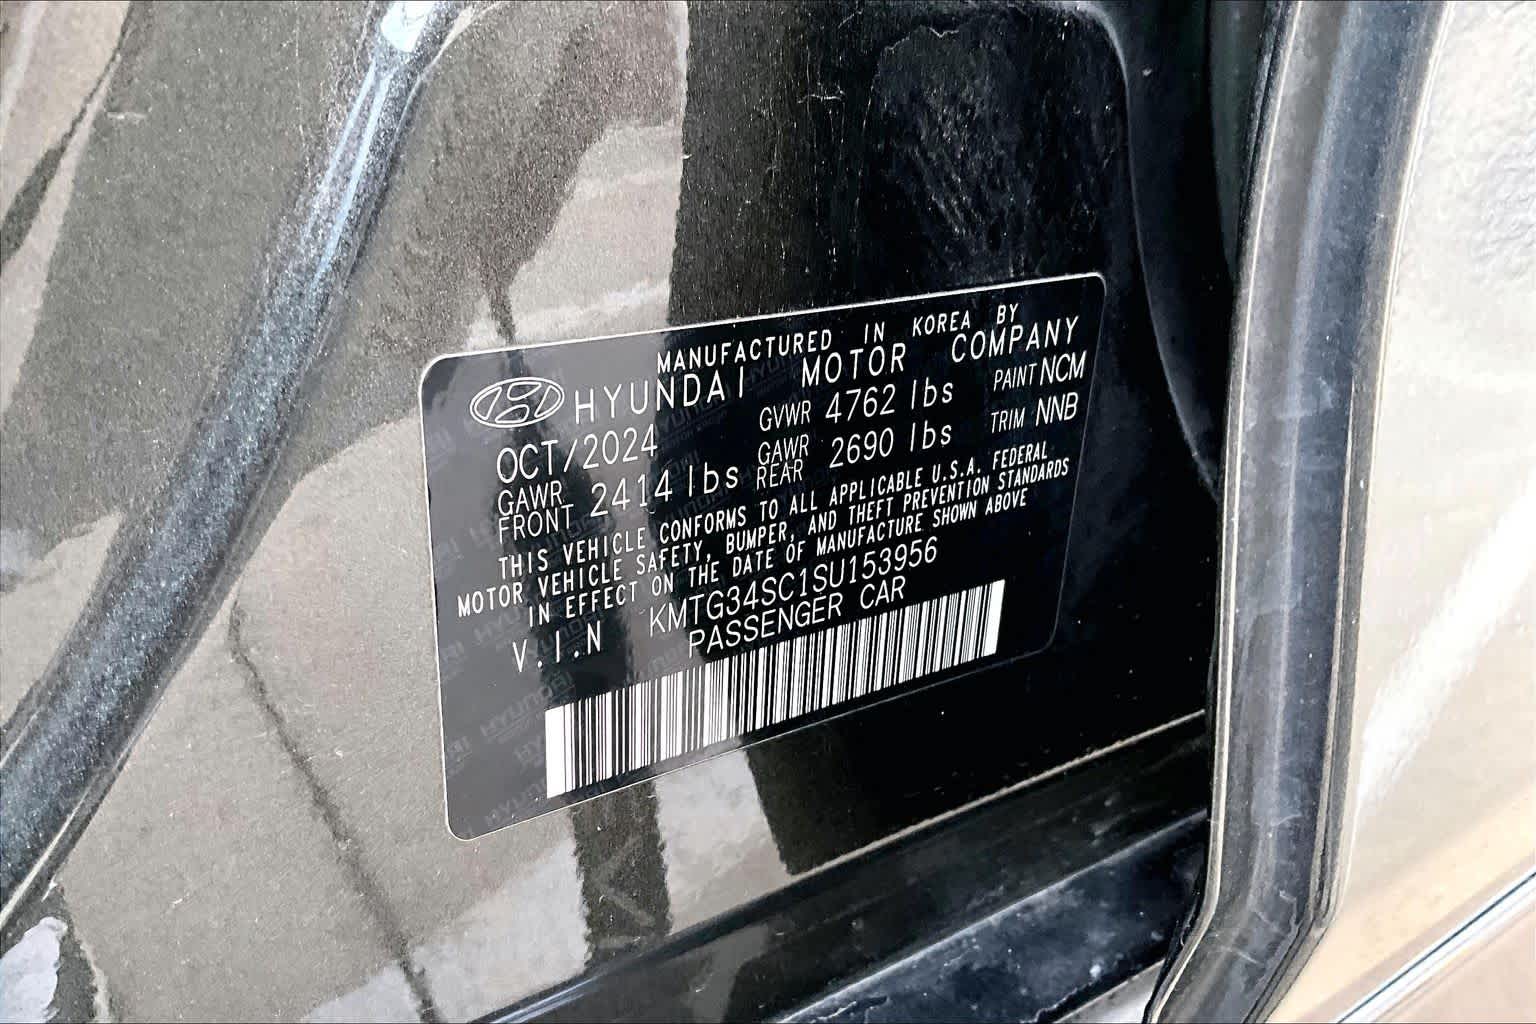 MANUFACTURED IN KOREA BY
HYUNDAI MOTOR COMPANY
OCT/2024 GVWR 4762 lbs PAINT NCM
GAWR FRONT 2414 lbs GAWR REAR 2690 lbs TRIM NNB
THIS VEHICLE CONFORMS TO ALL APPLICABLE U.S.A. FEDERAL
MOTOR VEHICLE SAFETY, BUMPER, AND THEFT PREVENTION STANDARDS
IN EFFECT ON THE DATE OF MANUFACTURE SHOWN ABOVE
V.I.N KMTG34SC1SU153956
PASSENGER CAR